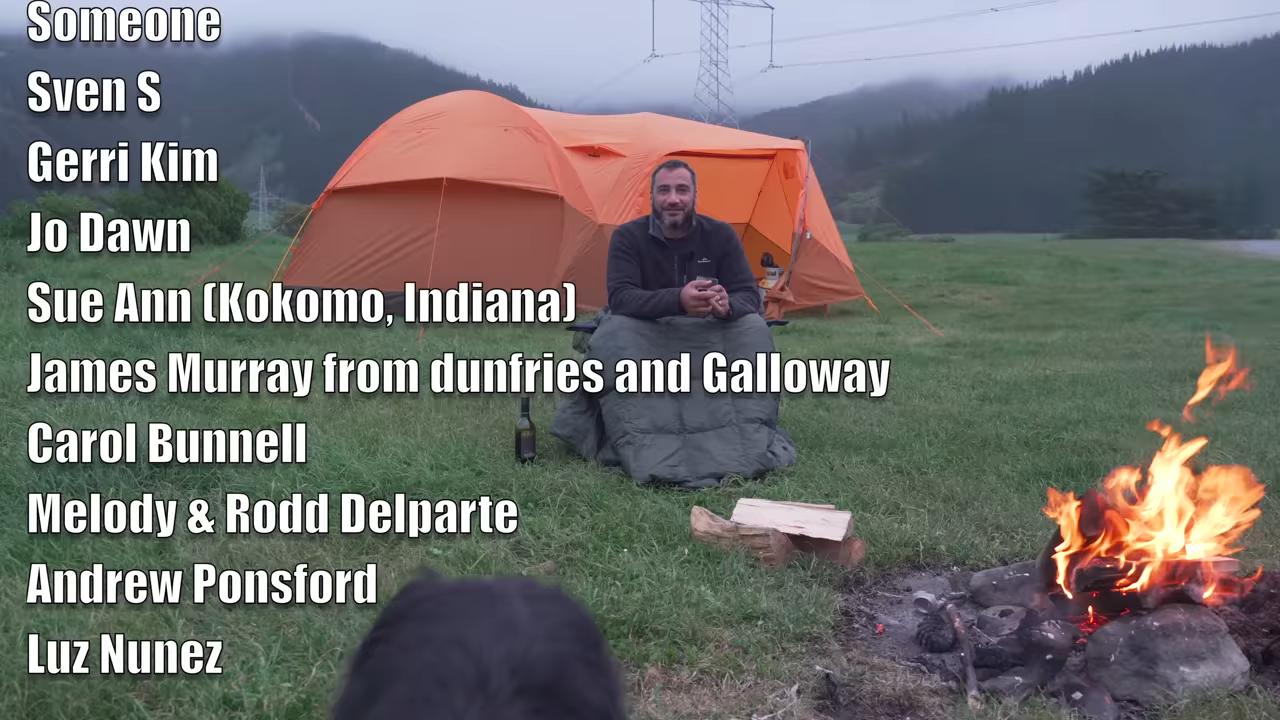 Someone
Sven S
Gerri Kim
Jo Dawn
Sue Ann (Kokomo, Indiana)
James Murray from dunfries and Galloway
Carol Bunnell
Melody & Rodd Delparte
Andrew Ponsford
Luz Nunez